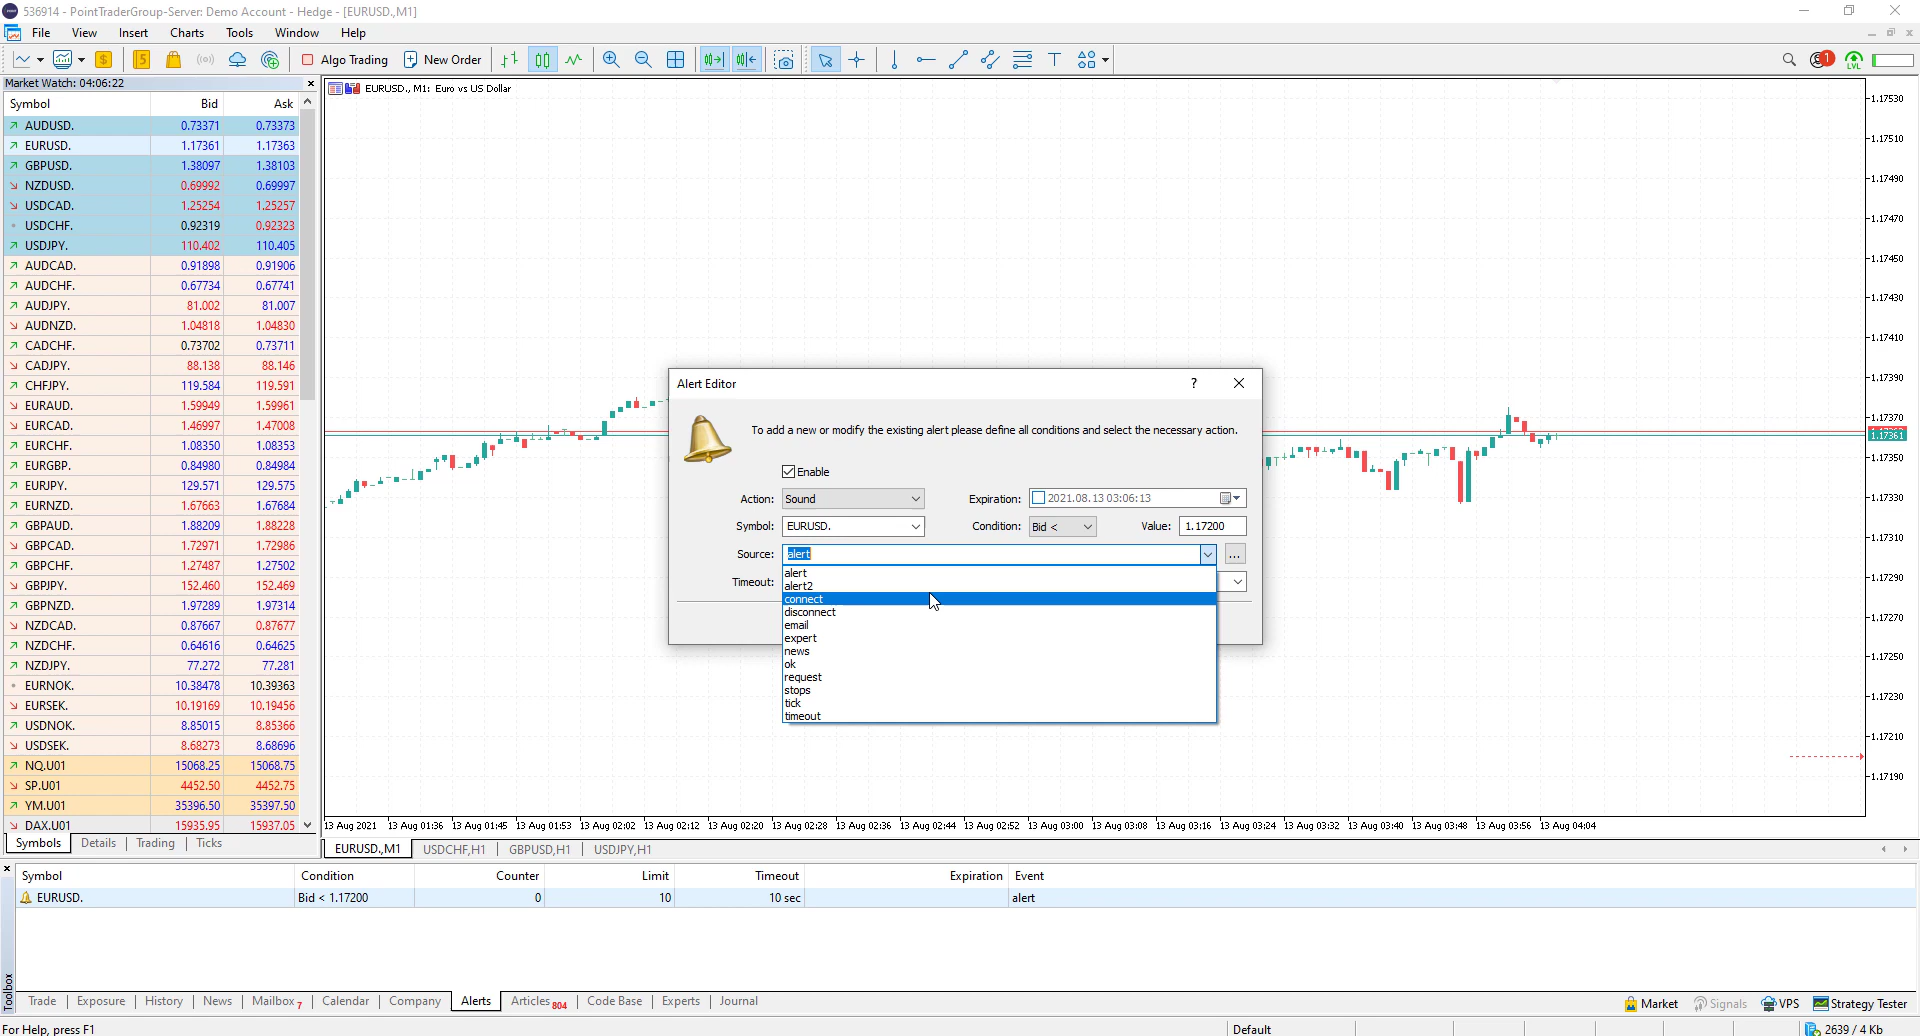 536914 - PointTraderGroup-Server: Demo Account - Hedge - [EURUSD.,M1]
File View Insert Charts Tools Window Help
Algo Trading New Order 1 LVL
Market Watch: 04:06:22
Symbol Bid Ask
AUDUSD. 0.73371 0.73373
EURUSD. 1.17361 1.17363
GBPUSD. 1.38097 1.38103
NZDUSD. 0.69992 0.69997
USDCAD. 1.25254 1.25257
USDCHF. 0.92319 0.92323
USDJPY. 110.402 110.405
AUDCAD. 0.91898 0.91906
AUDCHF. 0.67734 0.67741
AUDJPY. 81.002 81.007
AUDNZD. 1.04818 1.04830
CADCHF. 0.73702 0.73711
CADJPY. 88.138 88.146
CHFJPY. 119.584 119.591
EURAUD. 1.59949 1.59961
EURCAD. 1.46997 1.47008
EURCHF. 1.08350 1.08353
EURGBP. 0.84980 0.84984
EURJPY. 129.571 129.575
EURNZD. 1.67663 1.67684
GBPAUD. 1.88209 1.88228
GBPCAD. 1.72971 1.72986
GBPCHF. 1.27487 1.27502
GBPJPY. 152.460 152.469
GBPNZD. 1.97289 1.97314
NZDCAD. 0.87667 0.87677
NZDCHF. 0.64616 0.64625
NZDJPY. 77.272 77.281
EURNOK. 10.38478 10.39363
EURSEK. 10.19169 10.19456
USDNOK. 8.85015 8.85366
USDSEK. 8.68273 8.68696
NQ.U01 15068.25 15068.75
SP.U01 4452.50 4452.75
YM.U01 35396.50 35397.50
DAX.U01 15935.95 15937.05
Symbols Details Trading Ticks
EURUSD., M1: Euro vs US Dollar
1.17530
1.17510
1.17490
1.17470
1.17450
1.17430
1.17410
1.17390
1.17370
1.17361
1.17350
1.17330
1.17310
1.17290
1.17270
1.17250
1.17230
1.17210
1.17190
Alert Editor ?
To add a new or modify the existing alert please define all conditions and select the necessary action.
Enable
Action: Sound Expiration: 2021.08.13 03:06:13
Symbol: EURUSD. Condition: Bid < Value: 1.17200
Source: alert ...
Timeout:
alert
alert2
connect
disconnect
email
expert
news
ok
request
stops
tick
timeout
13 Aug 2021 13 Aug 01:36 13 Aug 01:45 13 Aug 01:53 13 Aug 02:02 13 Aug 02:12 13 Aug 02:20 13 Aug 02:28 13 Aug 02:36 13 Aug 02:44 13 Aug 02:52 13 Aug 03:00 13 Aug 03:08 13 Aug 03:16 13 Aug 03:24 13 Aug 03:32 13 Aug 03:40 13 Aug 03:48 13 Aug 03:56 13 Aug 04:04
EURUSD.,M1 USDCHF,H1 GBPUSD,H1 USDJPY,H1
Symbol Condition Counter Limit Timeout Expiration Event
EURUSD. Bid < 1.17200 0 10 10 sec alert
Toolbox
Trade Exposure History News Mailbox 7 Calendar Company Alerts Articles 804 Code Base Experts Journal
Market Signals VPS Strategy Tester
For Help, press F1 Default 2639 / 4 Kb